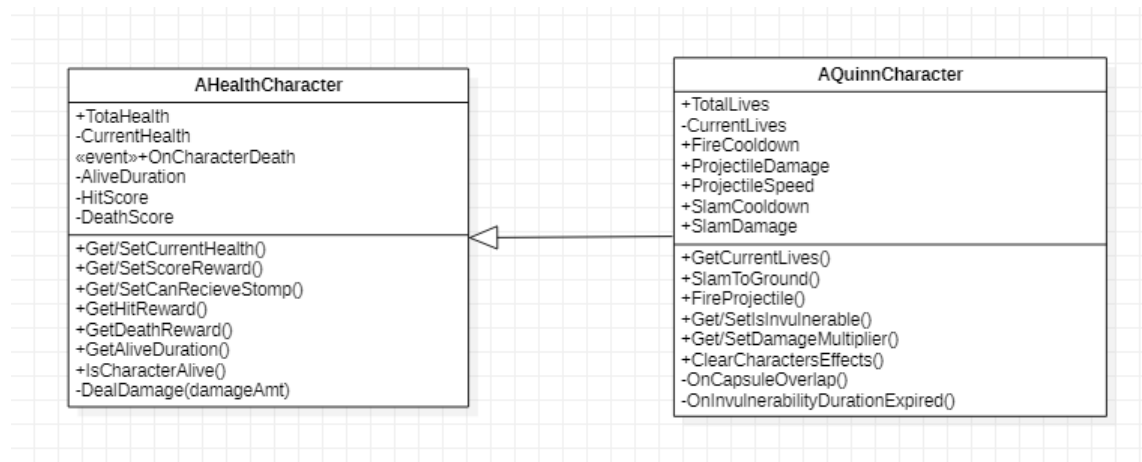 AHealthCharacter
+TotaHealth
-CurrentHealth
«event»+OnCharacterDeath
-AliveDuration
-HitScore
-DeathScore
+Get/SetCurrentHealth()
+Get/SetScoreReward()
+Get/SetCanRecieveStomp()
+GetHitReward()
+GetDeathReward()
+GetAliveDuration()
+IsCharacterAlive()
-DealDamage(damageAmt)
AQuinnCharacter
+TotalLives
-CurrentLives
+FireCooldown
+ProjectileDamage
+ProjectileSpeed
+SlamCooldown
+SlamDamage
+GetCurrentLives()
+SlamToGround()
+FireProjectile()
+Get/SetIsInvulnerable()
+Get/SetDamageMultiplier()
+ClearCharactersEffects()
-OnCapsuleOverlap()
-OnInvulnerabilityDurationExpired()